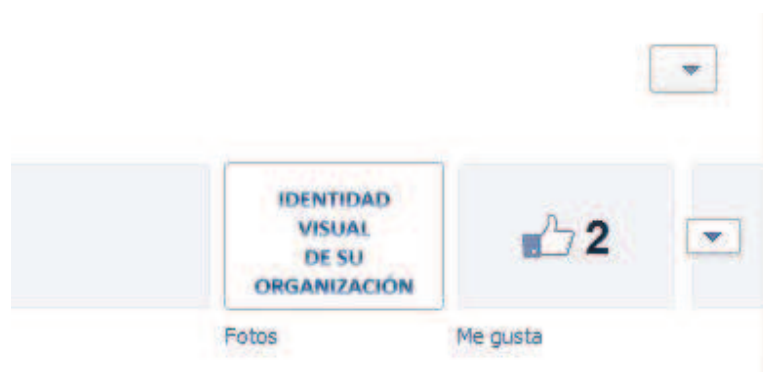 IDENTIDAD
VISUAL
DE SU
ORGANIZACIÓN
2
Fotos
Me gusta